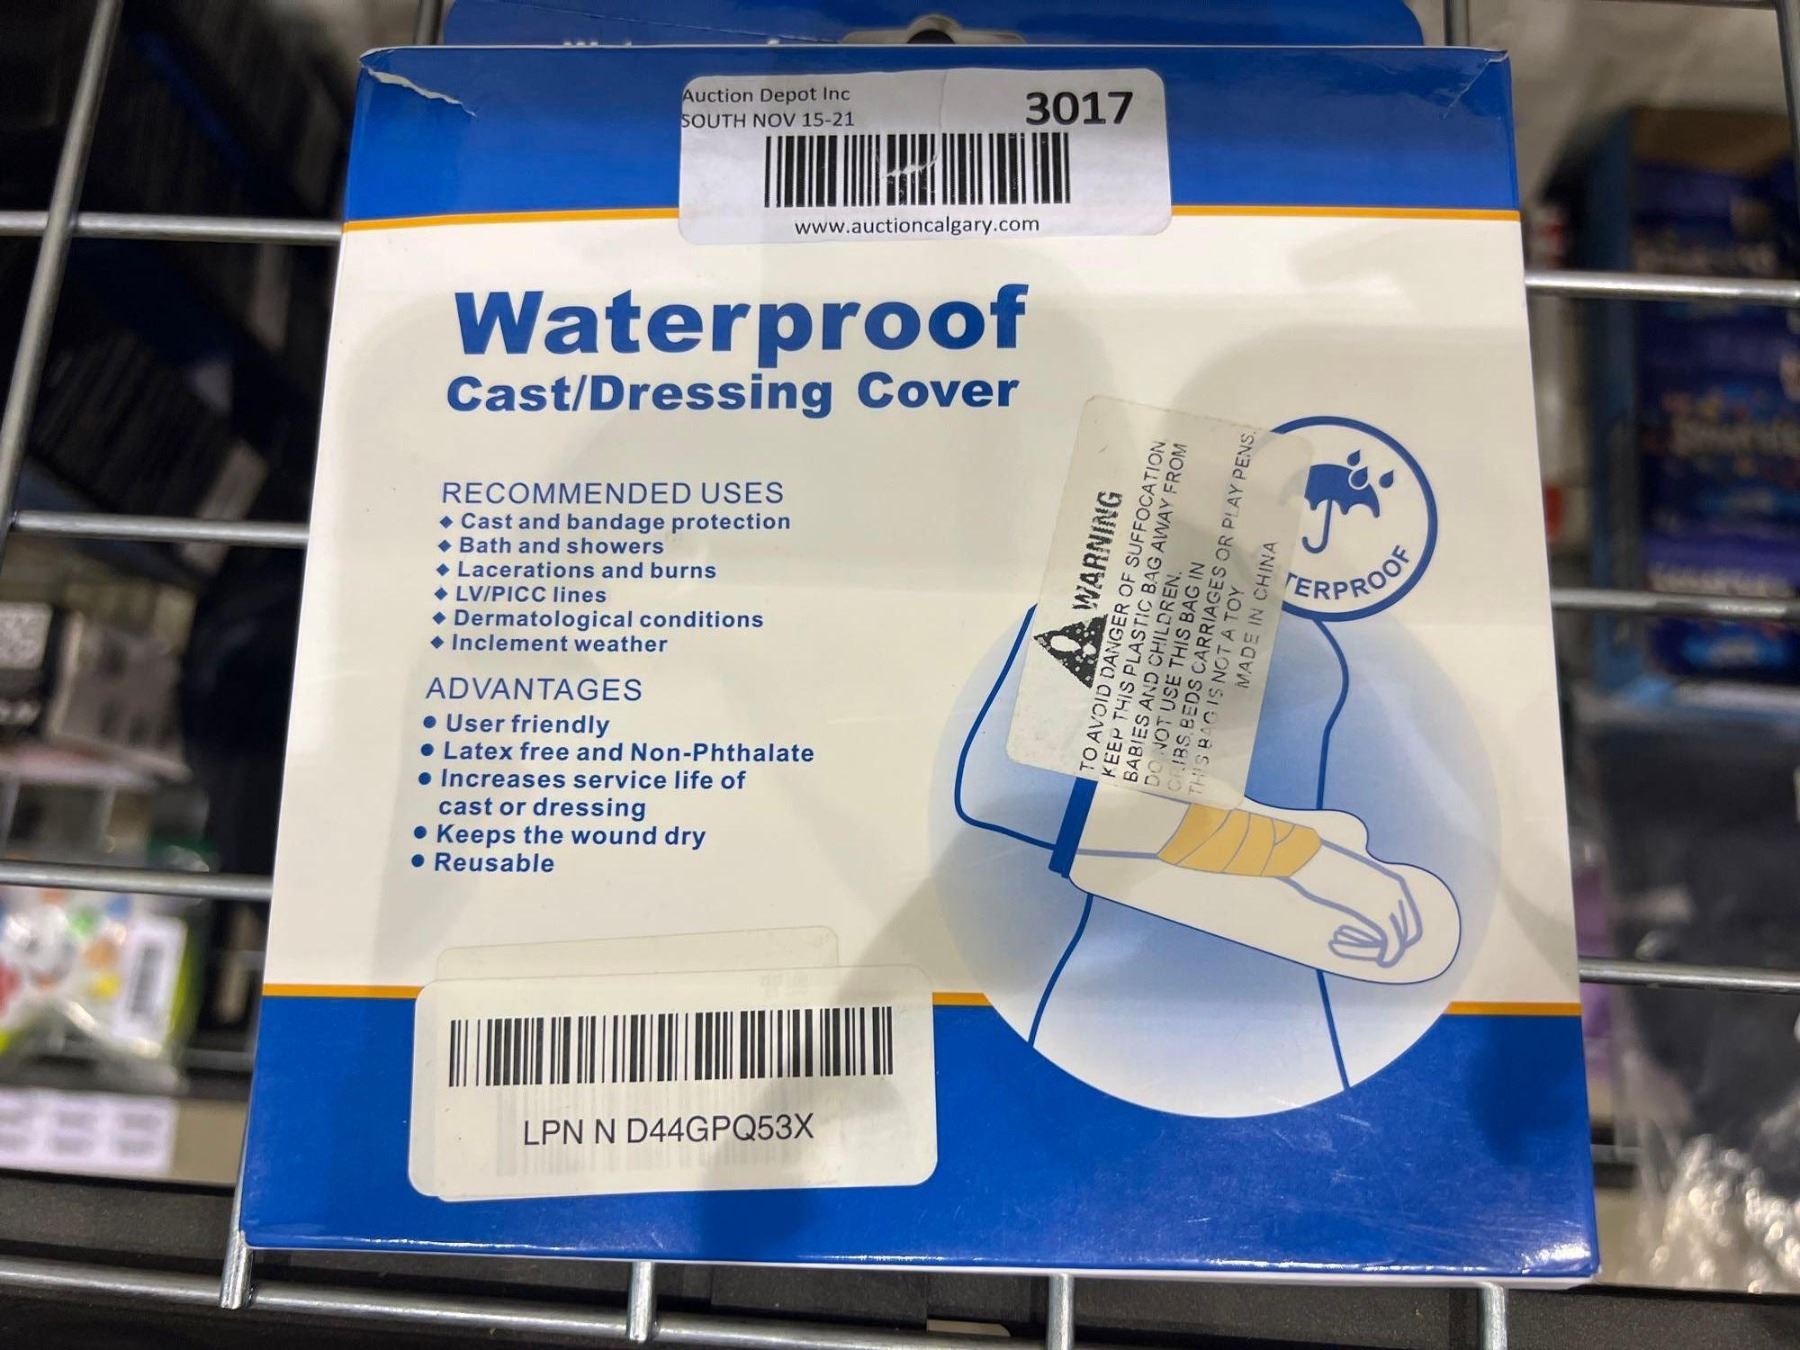 Auction Depot Inc
SOUTH NOV 15-21
3017
www.auctioncalgary.com
Waterproof
Cast/Dressing Cover
RECOMMENDED USES
◆ Cast and bandage protection
◆ Bath and showers
◆ Lacerations and burns
◆ LV/PICC lines
◆ Dermatological conditions
◆ Inclement weather
ADVANTAGES
● User friendly
● Latex free and Non-Phthalate
● Increases service life of
cast or dressing
● Keeps the wound dry
● Reusable
WARNING
TO AVOID DANGER OF SUFFOCATION
KEEP THIS PLASTIC BAG AWAY FROM
BABIES AND CHILDREN.
DO NOT USE THIS BAG IN
CRIBS.BEDS CARRIAGES OR PLAY PENS.
THIS BAG IS NOT A TOY
MADE IN CHINA
TERPROOF
LPN N D44GPQ53X